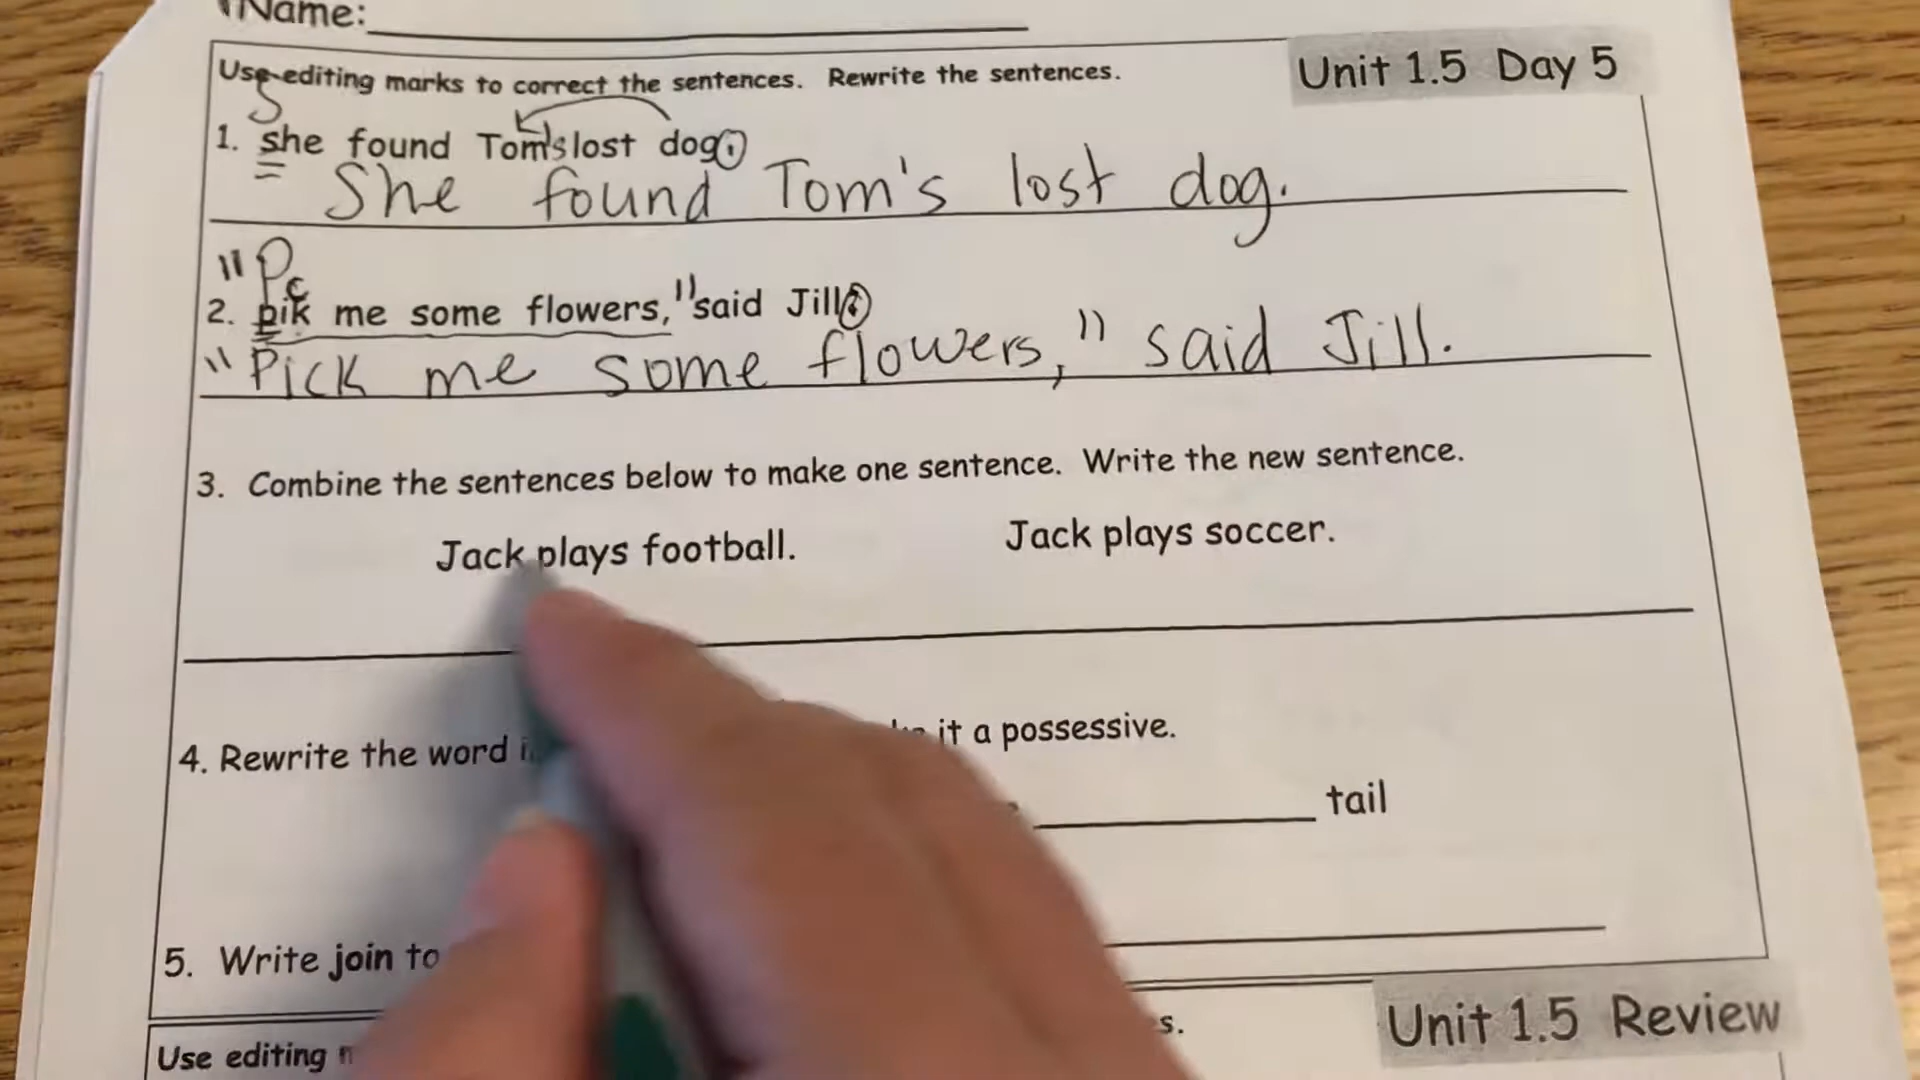 Name:
Use editing marks to correct the sentences. Rewrite the sentences.
Unit 1.5 Day 5
S
1. she found Tom's lost dog.
She found Tom's lost dog.
"P
c
2. pik me some flowers," said Jill.
"Pick me some flowers," said Jill.
3. Combine the sentences below to make one sentence. Write the new sentence.
Jack plays football. Jack plays soccer.
4. Rewrite the word it a possessive.
tail
5. Write join to
Unit 1.5 Review
Use editing